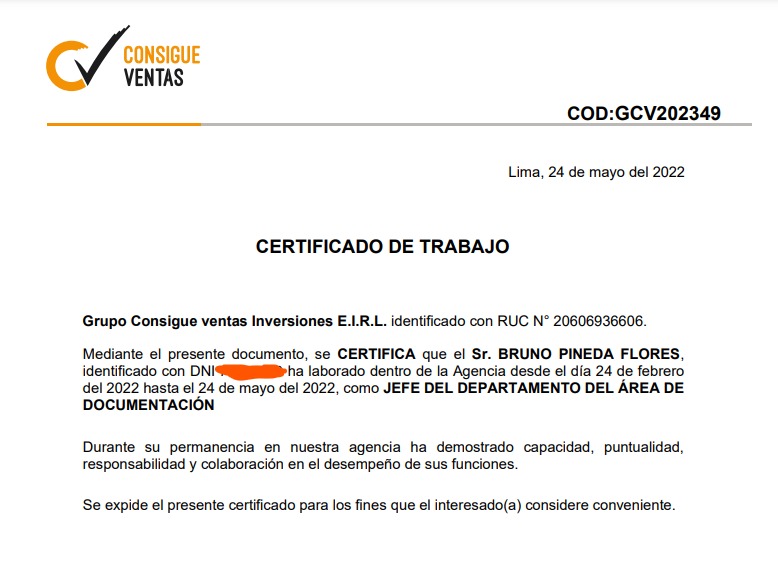 CONSIGUE
VENTAS
COD:GCV202349
Lima, 24 de mayo del 2022
CERTIFICADO DE TRABAJO
Grupo Consigue ventas Inversiones E.I.R.L. identificado con RUC N° 20606936606.
Mediante el presente documento, se CERTIFICA que el Sr. BRUNO PINEDA FLORES,
identificado con DNI ha laborado dentro de la Agencia desde el día 24 de febrero
del 2022 hasta el 24 de mayo del 2022, como JEFE DEL DEPARTAMENTO DEL ÁREA DE
DOCUMENTACIÓN
Durante su permanencia en nuestra agencia ha demostrado capacidad, puntualidad,
responsabilidad y colaboración en el desempeño de sus funciones.
Se expide el presente certificado para los fines que el interesado(a) considere conveniente.